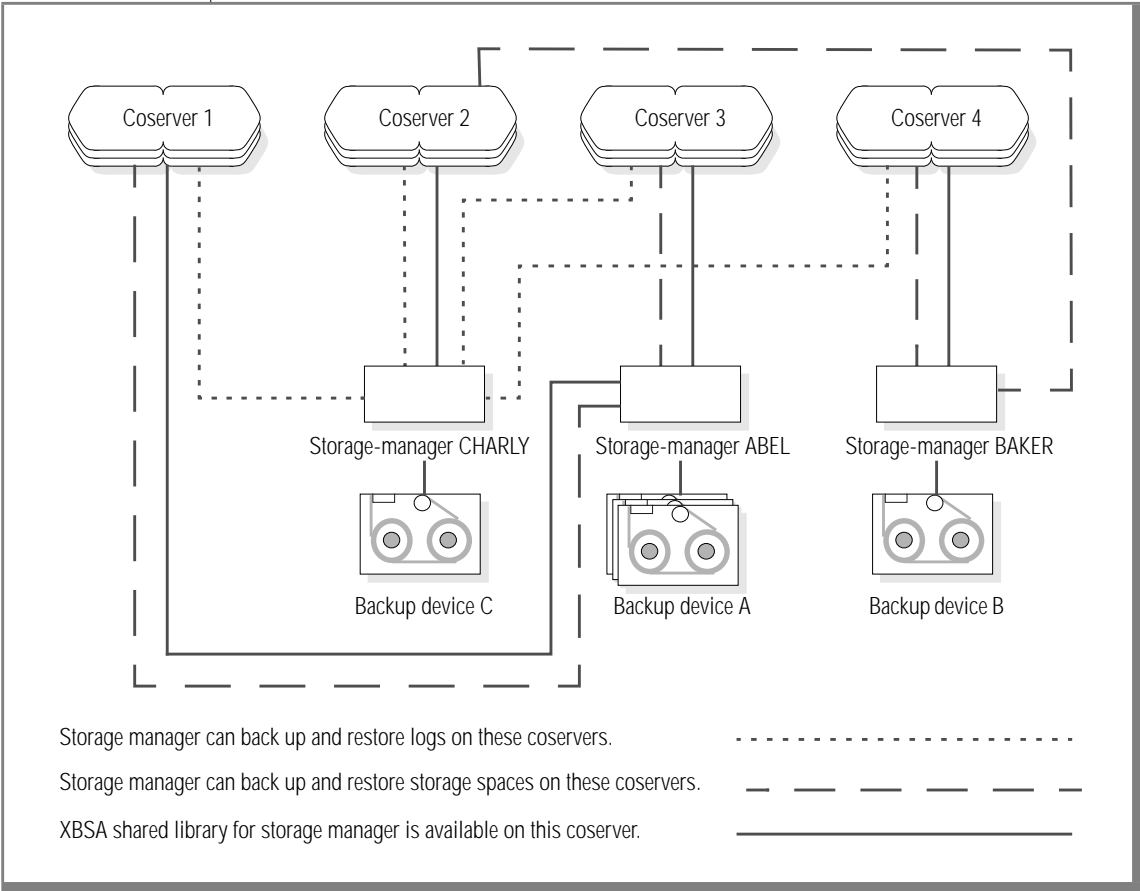 Coserver 1
Coserver 2
Coserver 3
Coserver 4
Storage-manager CHARLY
Storage-manager ABEL
Storage-manager BAKER
Backup device C
Backup device A
Backup device B
Storage manager can back up and restore logs on these coservers.
Storage manager can back up and restore storage spaces on these coservers.
XBSA shared library for storage manager is available on this coserver.